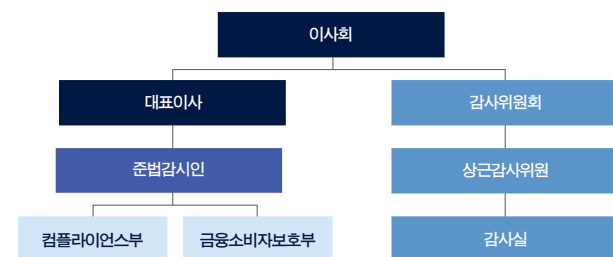 이사회
대표이사
감사위원회
준법감시인
상근감사위원
컴플라이언스부
금융소비자보호부
감사실